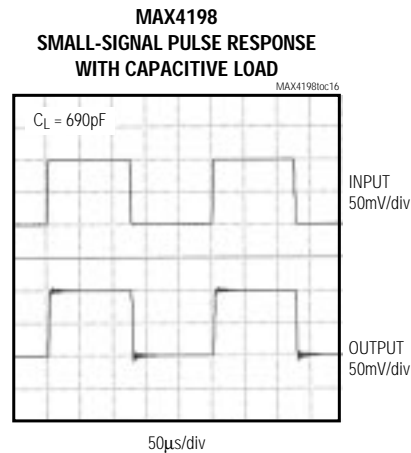 MAX4198
SMALL-SIGNAL PULSE RESPONSE
WITH CAPACITIVE LOAD
MAX4198toc16
CL = 690pF
INPUT
50mV/div
OUTPUT
50mV/div
50µs/div